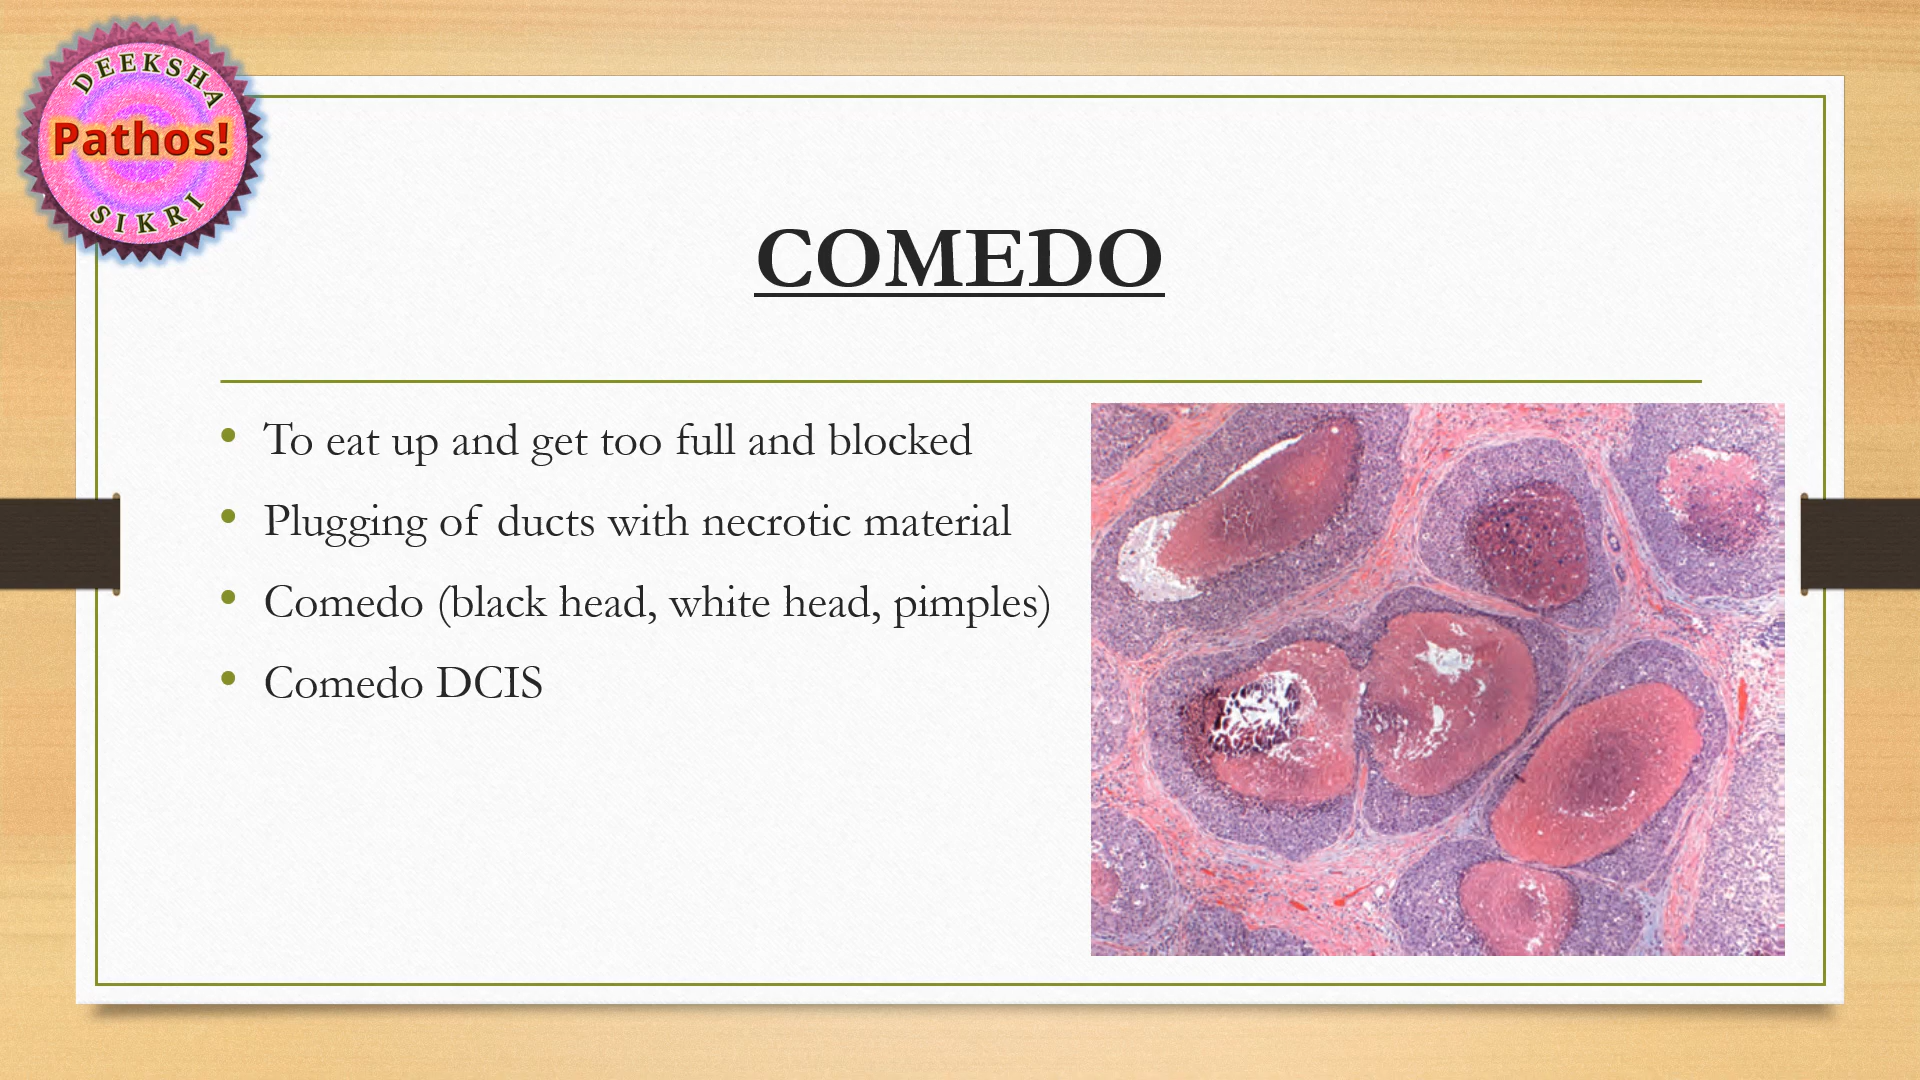 DEEKSHA
Pathos!
SIKRI
COMEDO
• To eat up and get too full and blocked
• Plugging of ducts with necrotic material
• Comedo (black head, white head, pimples)
• Comedo DCIS